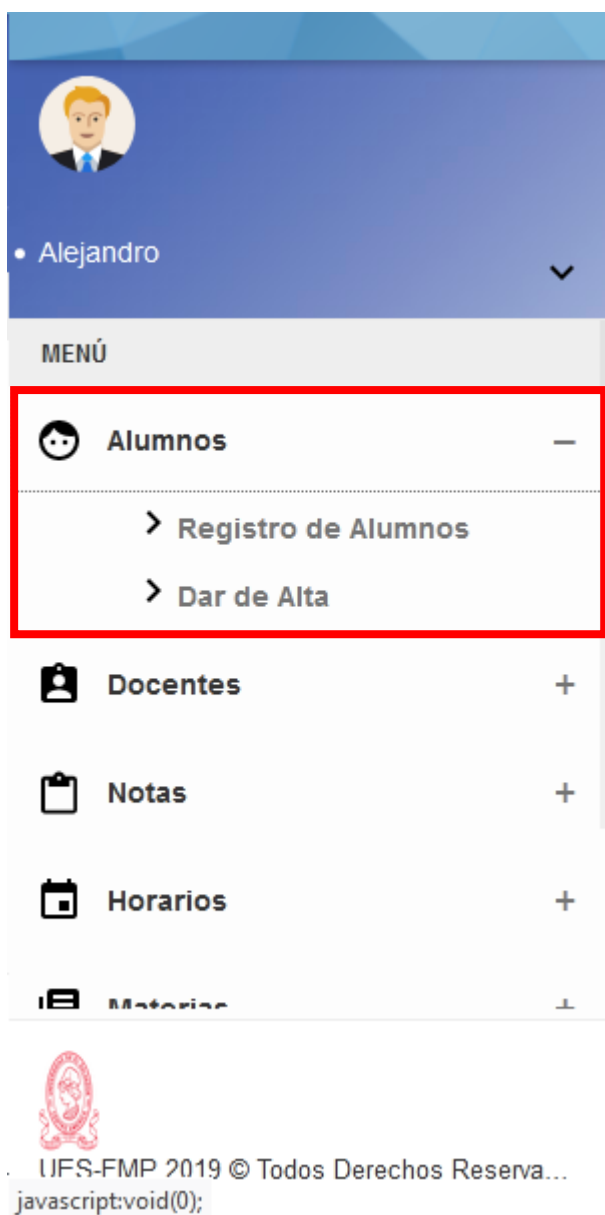 Alejandro
MENÚ
Alumnos
Registro de Alumnos
Dar de Alta
Docentes
Notas
Horarios
Materias
UES-FMP 2019 © Todos Derechos Reserva...
javascript:void(0);